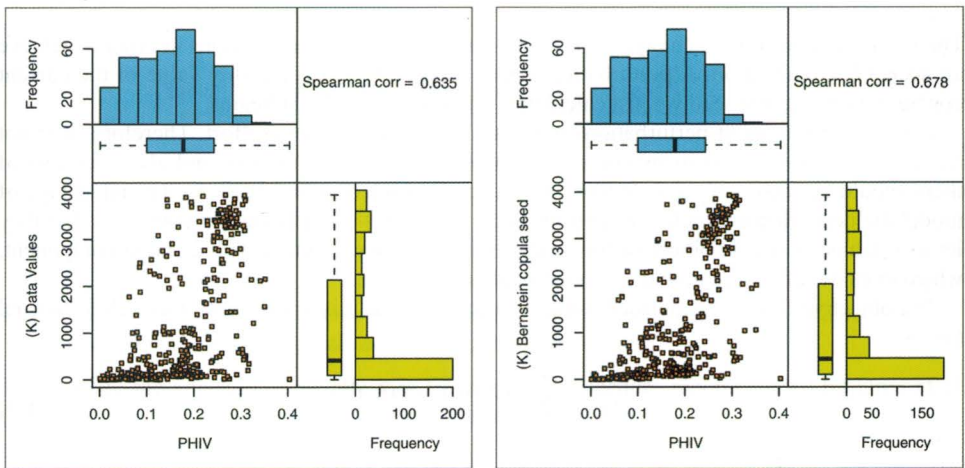 Frequency
0 20 60
Spearman corr = 0.635
(K) Data Values
0 1000 2000 3000 4000
0.0 0.1 0.2 0.3 0.4
PHIV
0 100 200
Frequency
Frequency
0 20 60
Spearman corr = 0.678
(K) Bernstein copula seed
0 1000 2000 3000 4000
0.0 0.1 0.2 0.3 0.4
PHIV
0 50 150
Frequency